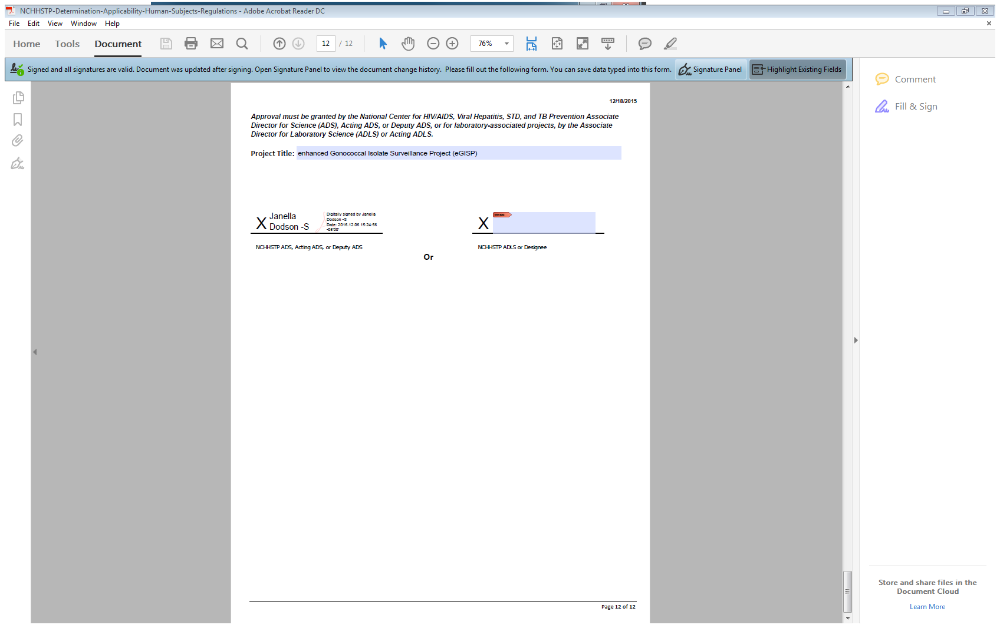 NCHHSTP-Determination-Applicability-Human-Subjects-Regulations - Adobe Acrobat Reader DC
File Edit View Window Help
Home Tools Document 12 / 12 76%
Signed and all signatures are valid. Document was updated after signing. Open Signature Panel to view the document change history. Please fill out the following form. You can save data typed into this form. Signature Panel Highlight Existing Fields
Comment
Fill & Sign
12/18/2015
Approval must be granted by the National Center for HIV/AIDS, Viral Hepatitis, STD, and TB Prevention Associate
Director for Science (ADS), Acting ADS, or Deputy ADS, or for laboratory-associated projects, by the Associate
Director for Laboratory Science (ADLS) or Acting ADLS.
Project Title: enhanced Gonococcal Isolate Surveillance Project (eGISP)
X Janella
Dodson -S
Digitally signed by Janella
Dodson -S
Date: 2016.12.06 15:24:56
-05'00'
NCHHSTP ADS, Acting ADS, or Deputy ADS
Or
X
NCHHSTP ADLS or Designee
Page 12 of 12
Store and share files in the
Document Cloud
Learn More